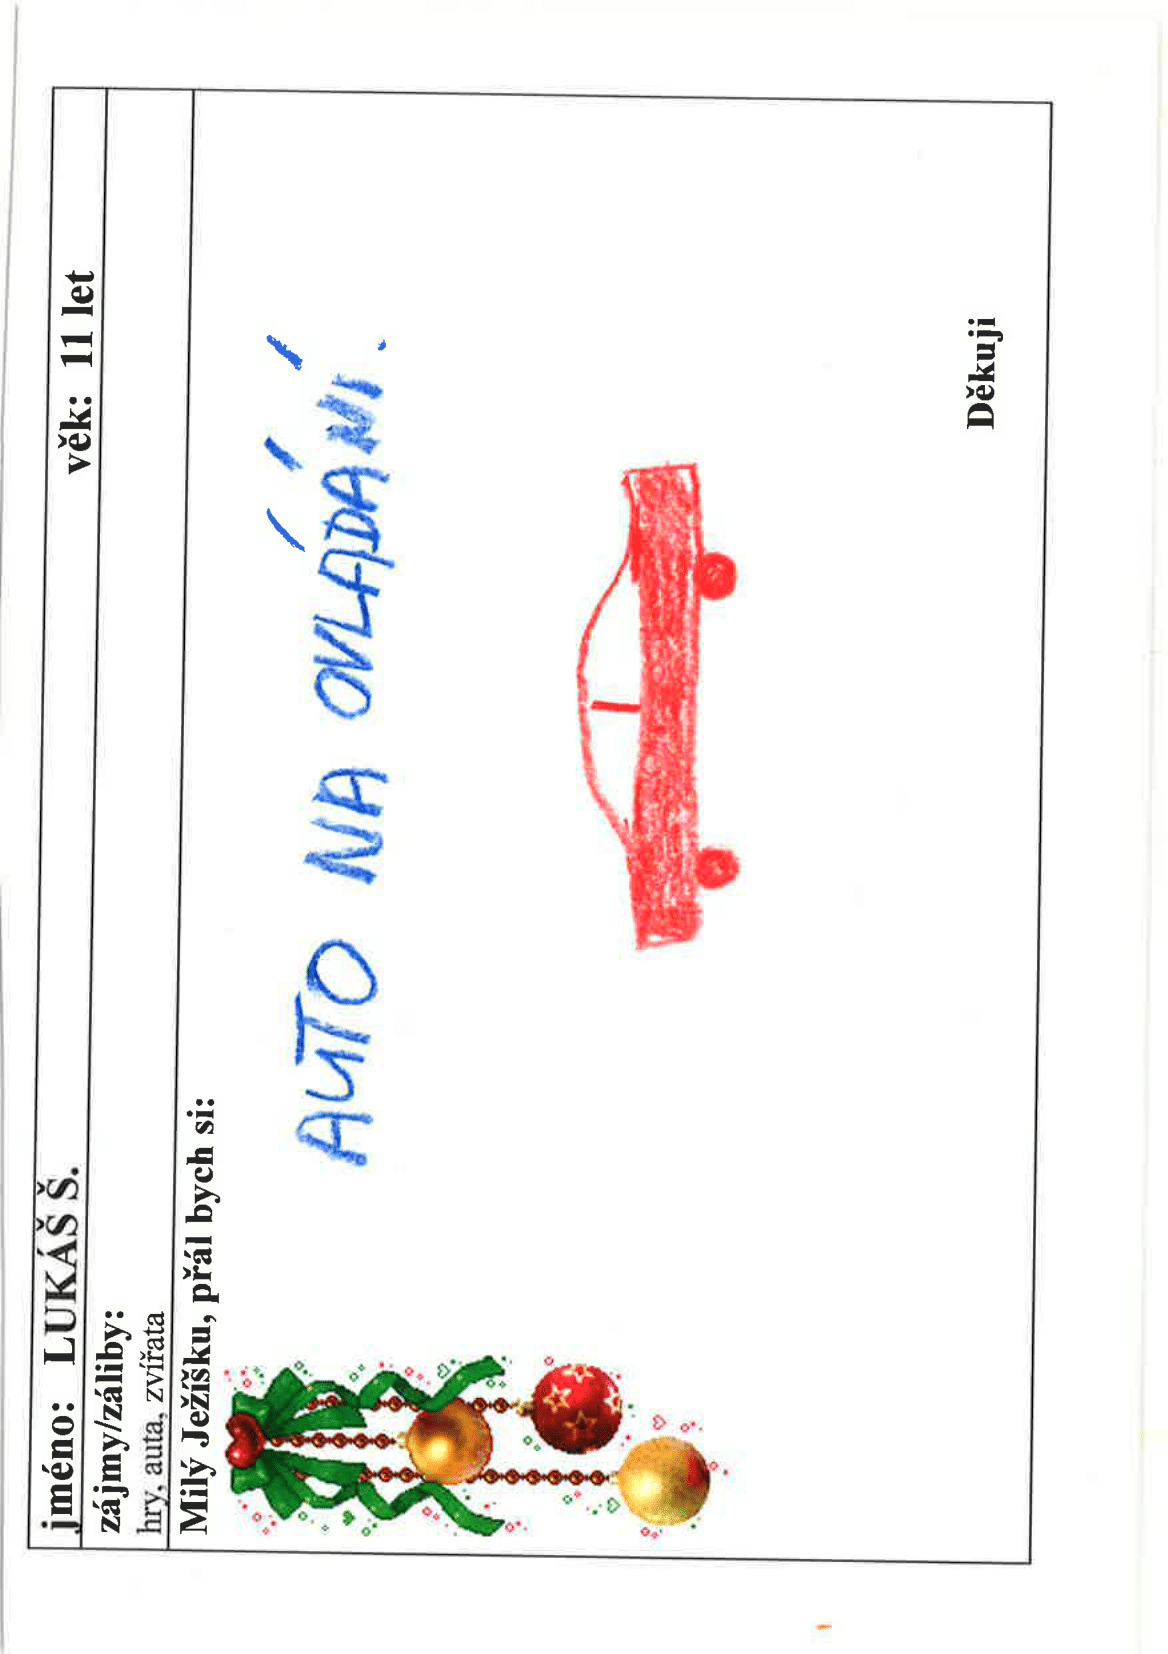 jméno: LUKÁŠ Š. věk: 11 let
zájmy/záliby:
hry, auta, zvířata
Milý Ježíšku, přál bych si:
AUTO NA OVLÁDÁNÍ.
Děkuji